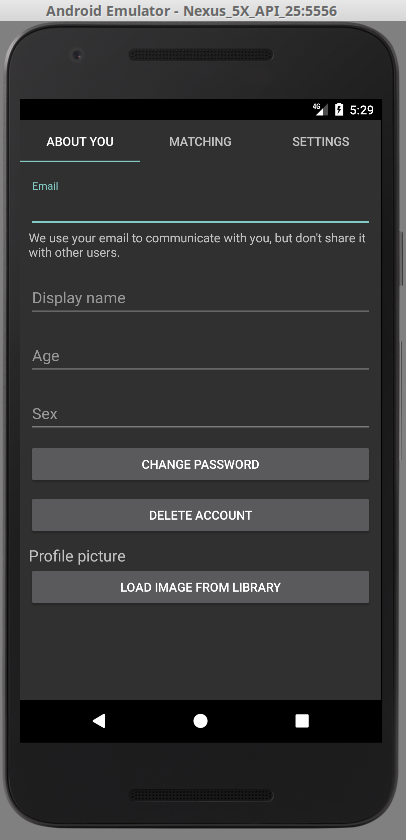 Android Emulator - Nexus_5X_API_25:5556
4G 5:29
ABOUT YOU MATCHING SETTINGS
Email
We use your email to communicate with you, but don't share it
with other users.
Display name
Age
Sex
CHANGE PASSWORD
DELETE ACCOUNT
Profile picture
LOAD IMAGE FROM LIBRARY